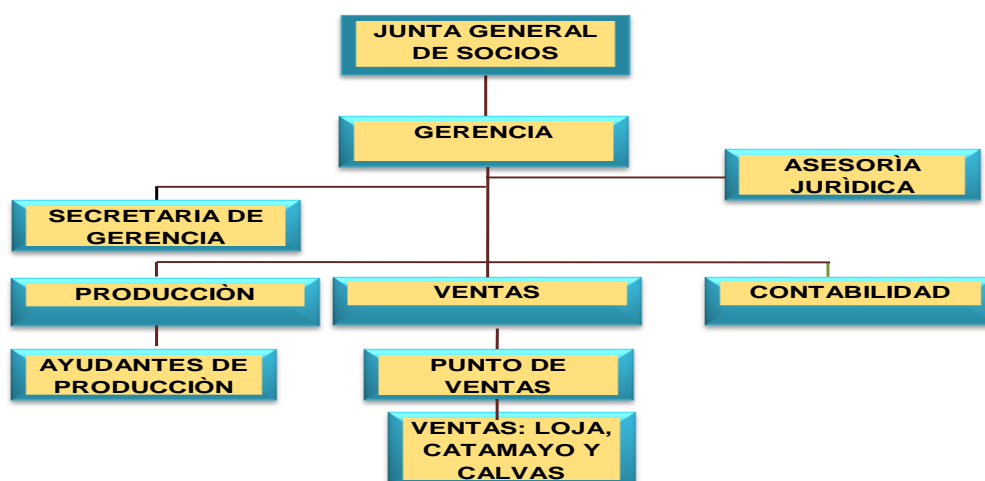 JUNTA GENERAL
DE SOCIOS
GERENCIA
ASESORÌA
JURÌDICA
SECRETARIA DE
GERENCIA
PRODUCCIÒN
VENTAS
CONTABILIDAD
AYUDANTES DE
PRODUCCIÒN
PUNTO DE
VENTAS
VENTAS: LOJA,
CATAMAYO Y
CALVAS